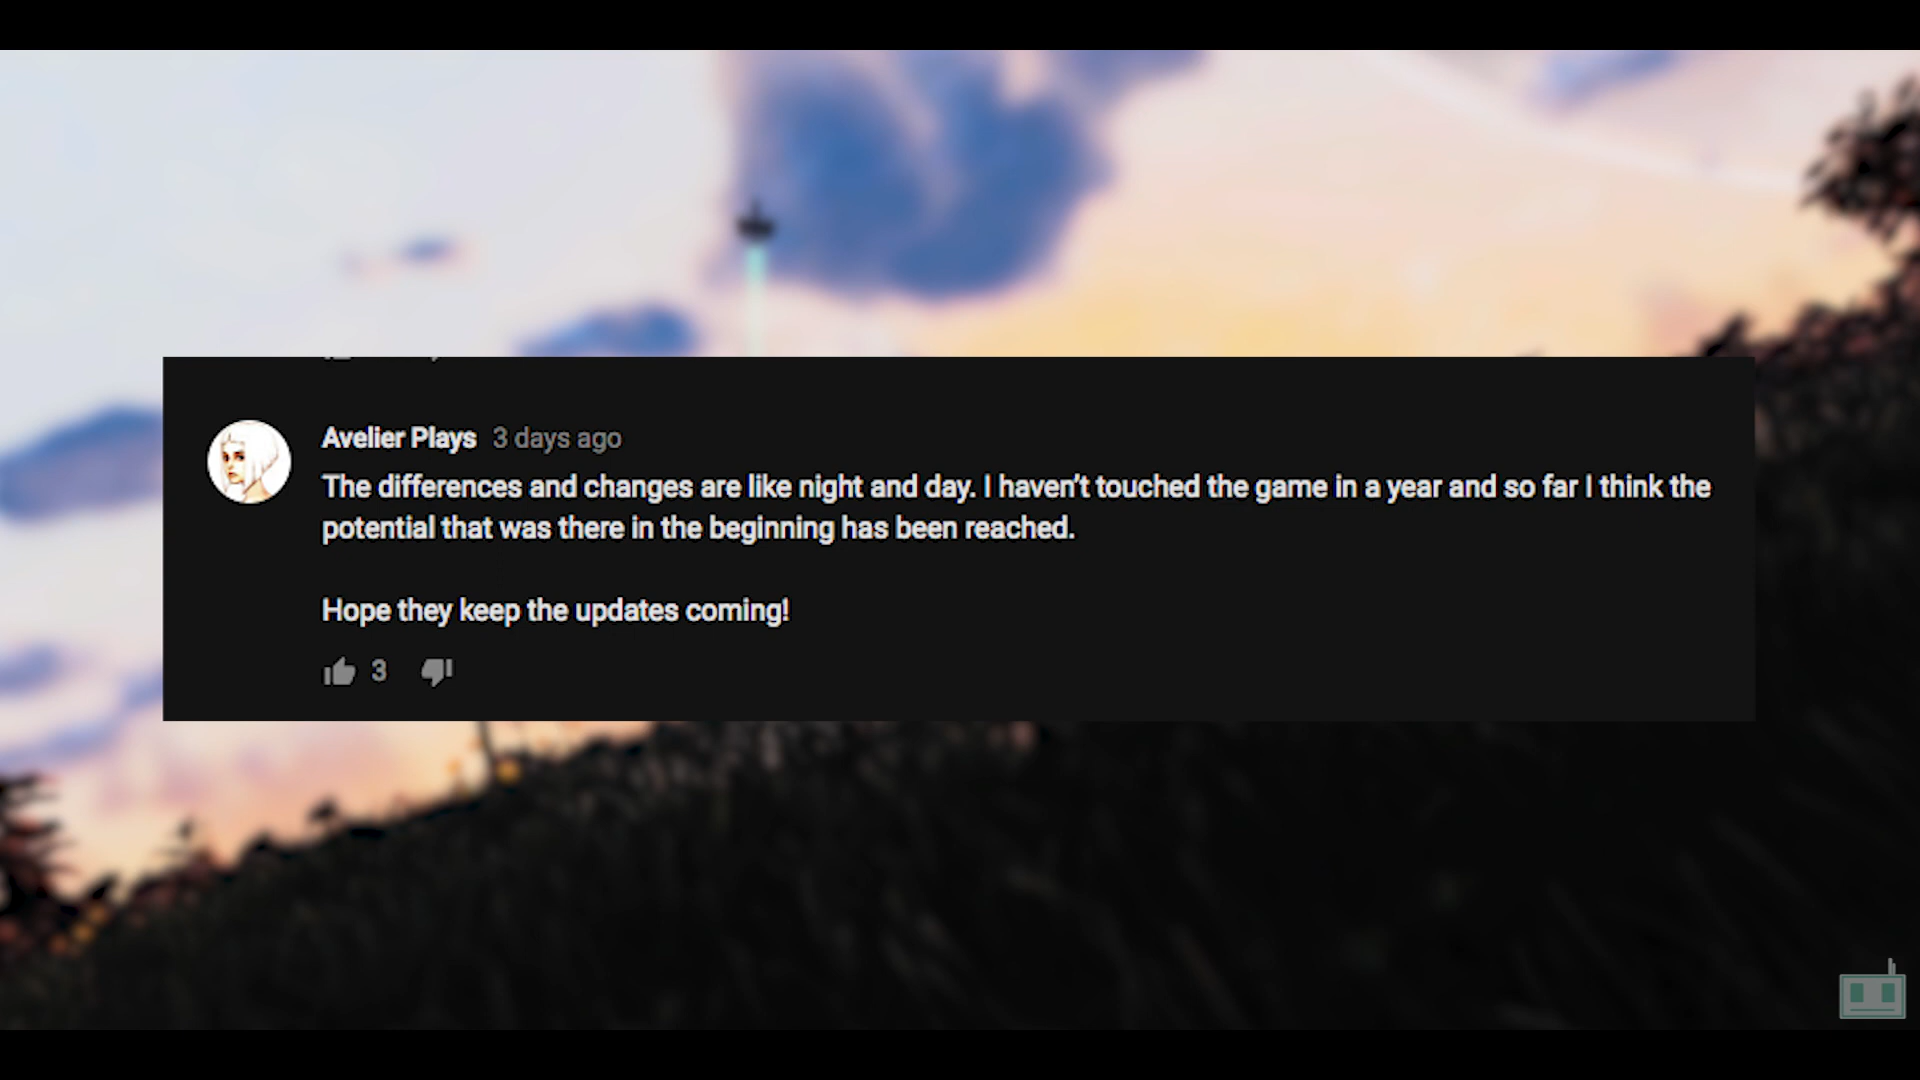 Avelier Plays 3 days ago
The differences and changes are like night and day. I haven't touched the game in a year and so far I think the
potential that was there in the beginning has been reached.
Hope they keep the updates coming!
3